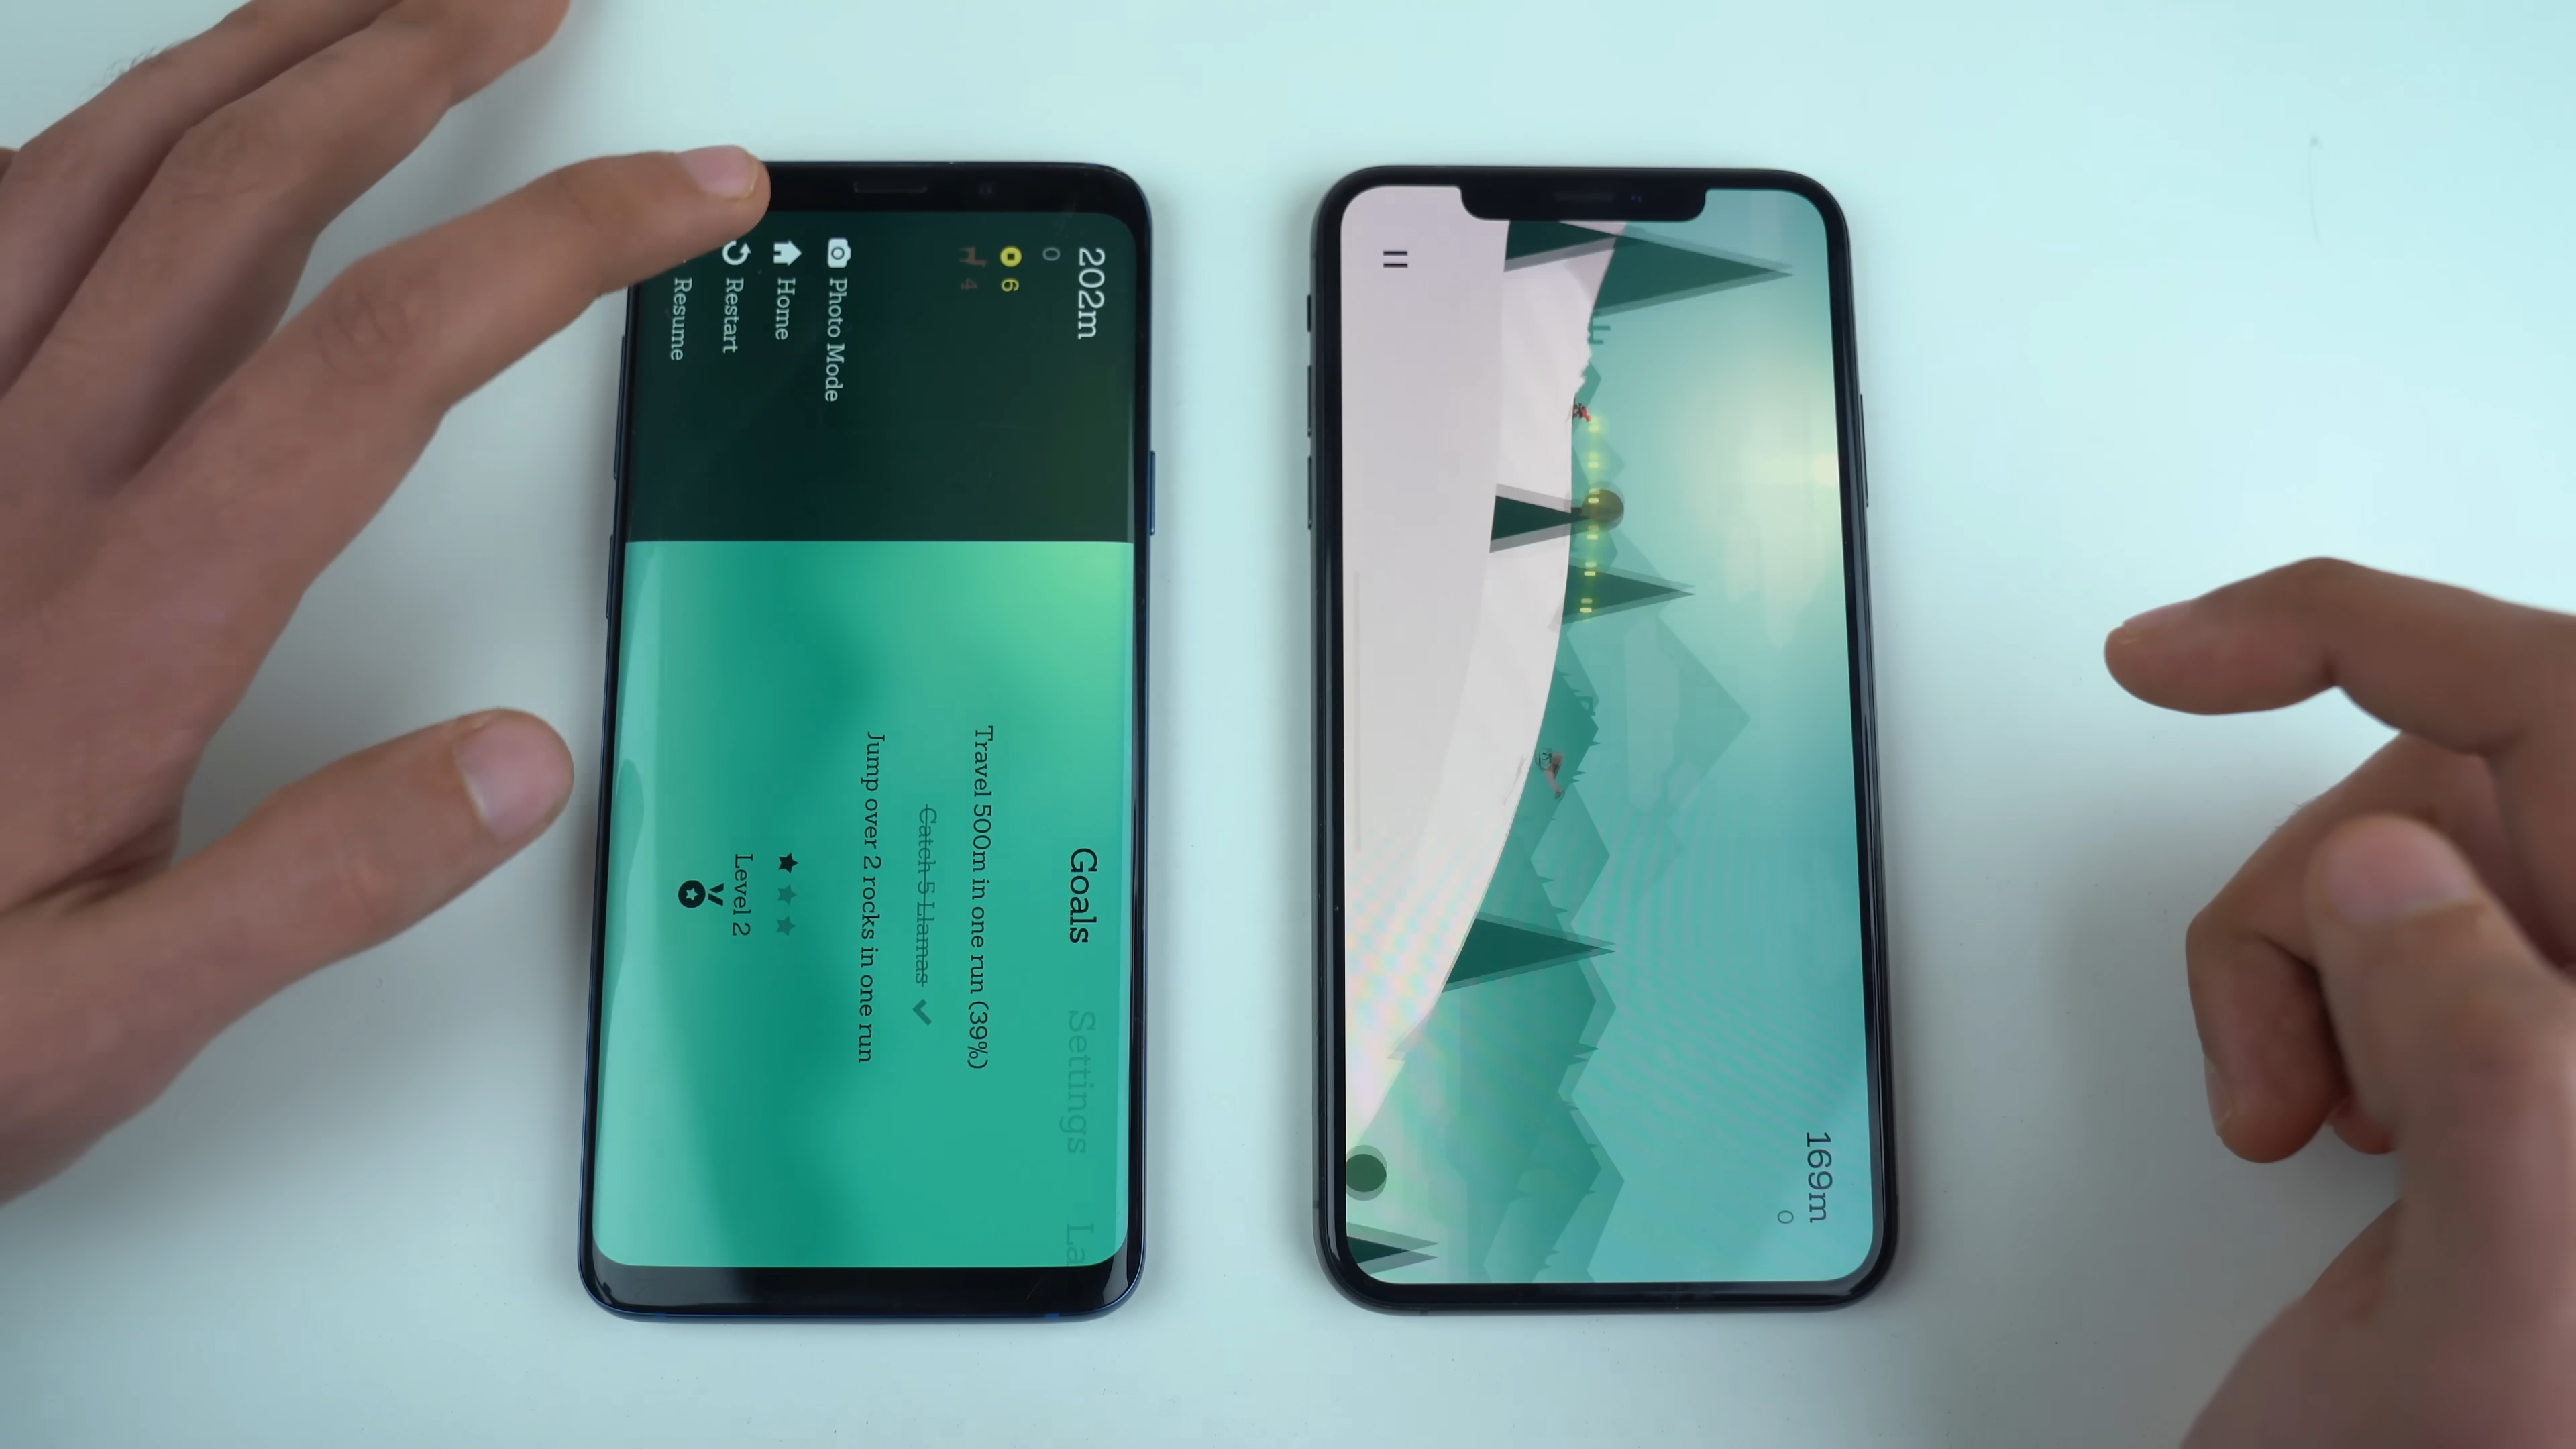 202m
0
6
4
Photo Mode
Home
Restart
Resume
Goals
Settings
La
Travel 500m in one run (39%)
Catch 5 Llamas
Jump over 2 rocks in one run
Level 2
169m
0